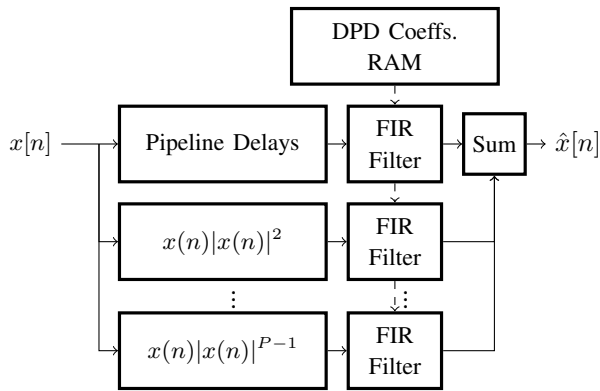 DPD Coeffs.
RAM
x[n]
Pipeline Delays
FIR
Filter
Sum
x̂[n]
x(n)|x(n)|²
FIR
Filter
⋮
⋮
x(n)|x(n)|^{P−1}
FIR
Filter